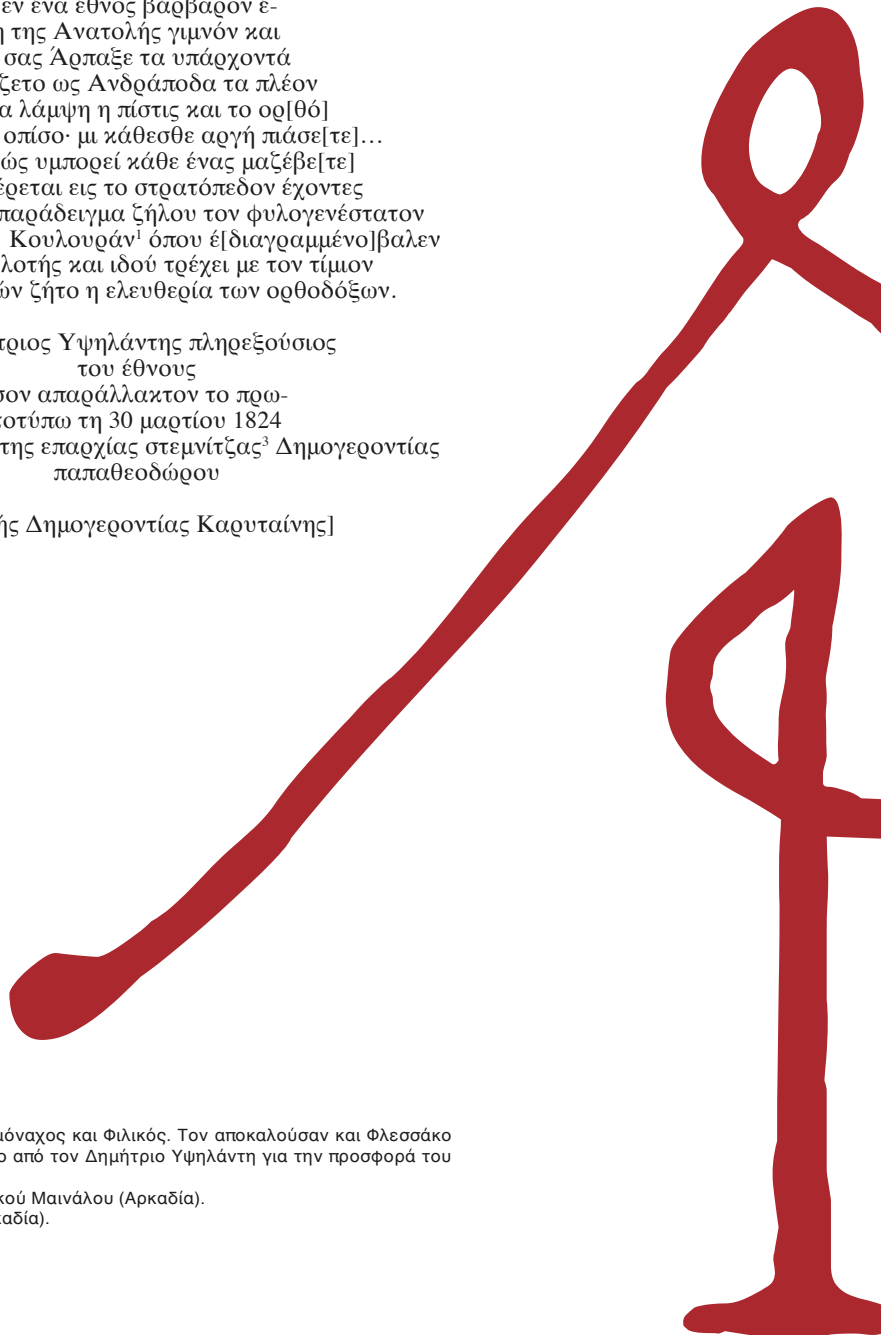 εν ένα έθνος βάρβαρον έ-
η της Ανατολής γιμνόν και
σας Άρπαξε τα υπάρχοντά
ζετο ως Ανδράποδα τα πλέον
α λάμψη η πίστις και το ορ[θό]
οπίσο· μι κάθεσθε αργή πιάσε[τε]…
ώς υμπορεί κάθε ένας μαζέβε[τε]
έρεται εις το στρατόπεδον έχοντες
παράδειγμα ζήλου τον φυλογενέστατον
Κουλουράν¹ όπου έ[διαγραμμένο]βαλεν
λοτής και ιδού τρέχει με τον τίμιον
ών ζήτο η ελευθερία των ορθοδόξων.
τριος Υψηλάντης πληρεξούσιος
του έθνους
σον απαράλλακτον το πρω-
τοτύπω τη 30 μαρτίου 1824
της επαρχίας στεμνίτζας³ Δημογεροντίας
παπαθεοδώρου
ής Δημογεροντίας Καρυταίνης]
μόναχος και Φιλικός. Τον αποκαλούσαν και Φλεσσάκο
ο από τον Δημήτριο Υψηλάντη για την προσφορά του
κού Μαινάλου (Αρκαδία).
καδία).